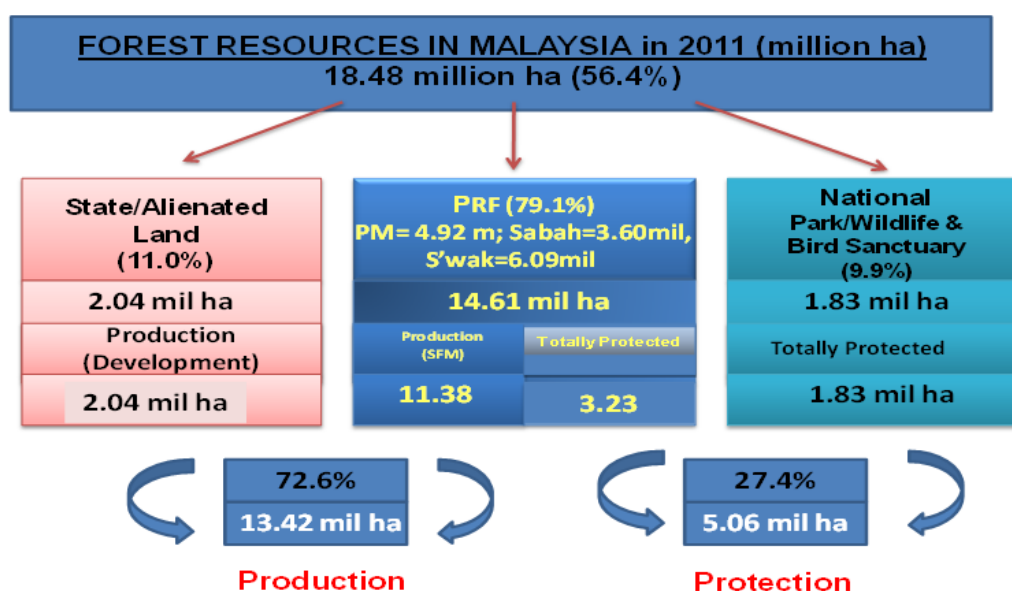 FOREST RESOURCES IN MALAYSIA in 2011 (million ha)
18.48 million ha (56.4%)
State/Alienated
Land
(11.0%)
2.04 mil ha
Production
(Development)
2.04 mil ha
PRF (79.1%)
PM= 4.92 m; Sabah=3.60mil,
S’wak=6.09mil
14.61 mil ha
Production
(SFM)
11.38
Totally Protected
3.23
National
Park/Wildlife &
Bird Sanctuary
(9.9%)
1.83 mil ha
Totally Protected
1.83 mil ha
72.6%
13.42 mil ha
Production
27.4%
5.06 mil ha
Protection